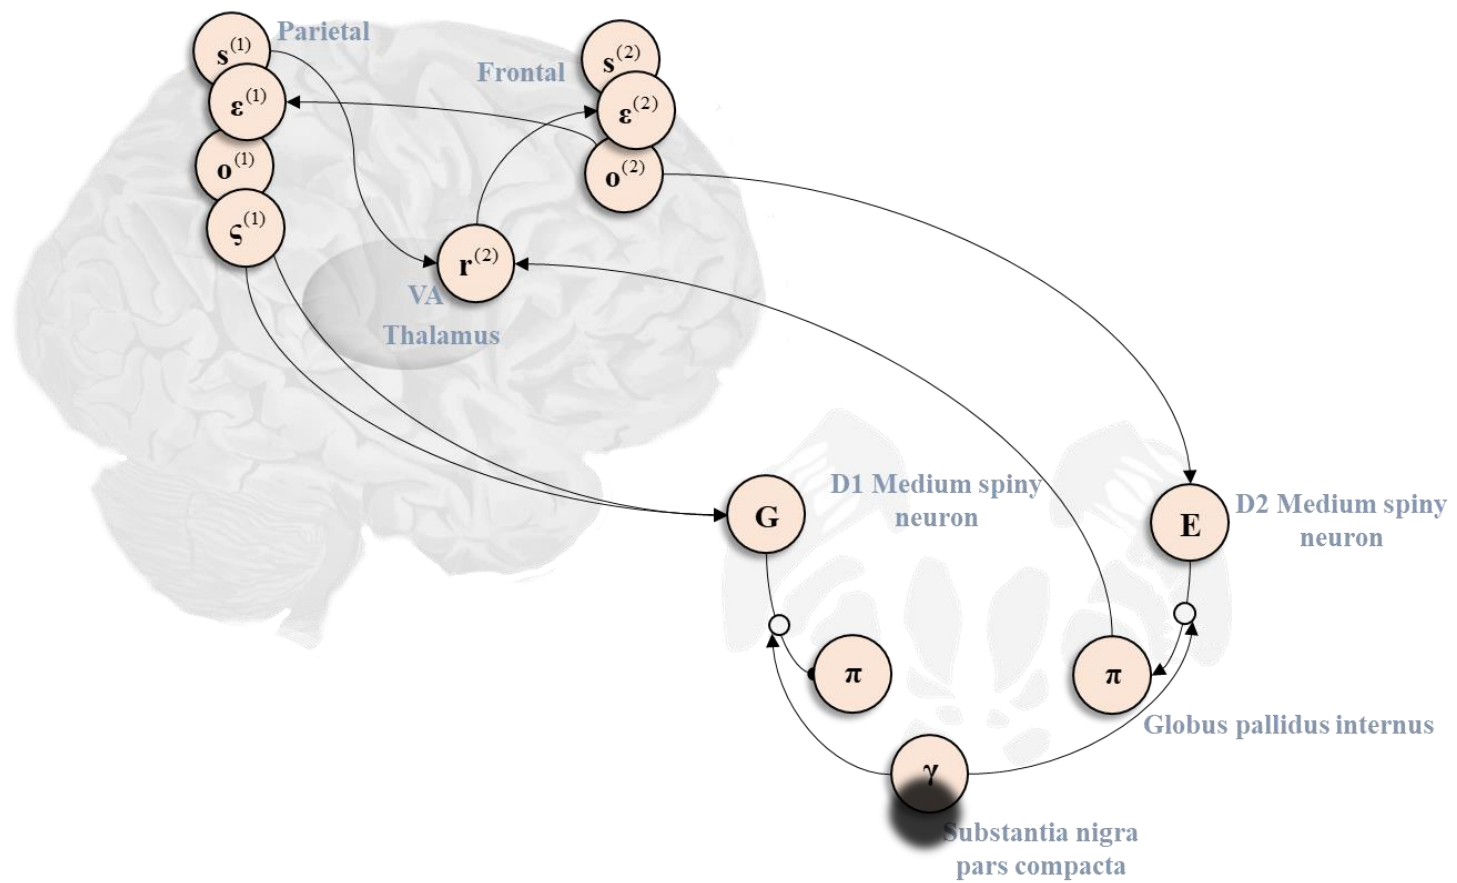 Parietal
s(1)
ε(1)
o(1)
ς(1)
Frontal
s(2)
ε(2)
o(2)
r(2)
VA
Thalamus
G
D1 Medium spiny
neuron
E
D2 Medium spiny
neuron
π
π
Globus pallidus internus
γ
Substantia nigra
pars compacta